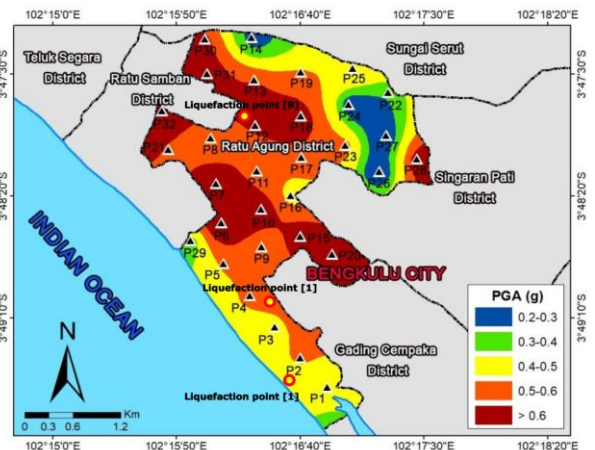 102°15'0"E 102°15'50"E 102°16'40"E 102°17'30"E 102°18'20"E
3°47'30"S
3°48'20"S
3°49'10"S
Teluk Segara
District
Ratu Samban
District
Sungai Serut
District
Ratu Agung District
Singaran Pati
District
Gading Cempaka
District
BENGKULU CITY
INDIAN OCEAN
Liquefaction point [8]
Liquefaction point [1]
Liquefaction point [1]
P30
P14
P31
P13
P19
P25
P22
P24
P32
P12
P18
P21
P8
P27
P23
P17
P28
P26
P11
P7
P16
P10
P6
P15
P20
P29
P9
P5
P4
P3
P2
P1
N
Km
0 0.3 0.6 1.2
PGA (g)
0.2-0.3
0.3-0.4
0.4-0.5
0.5-0.6
> 0.6
3°47'30"S
3°48'20"S
3°49'10"S
102°15'0"E 102°15'50"E 102°16'40"E 102°17'30"E 102°18'20"E